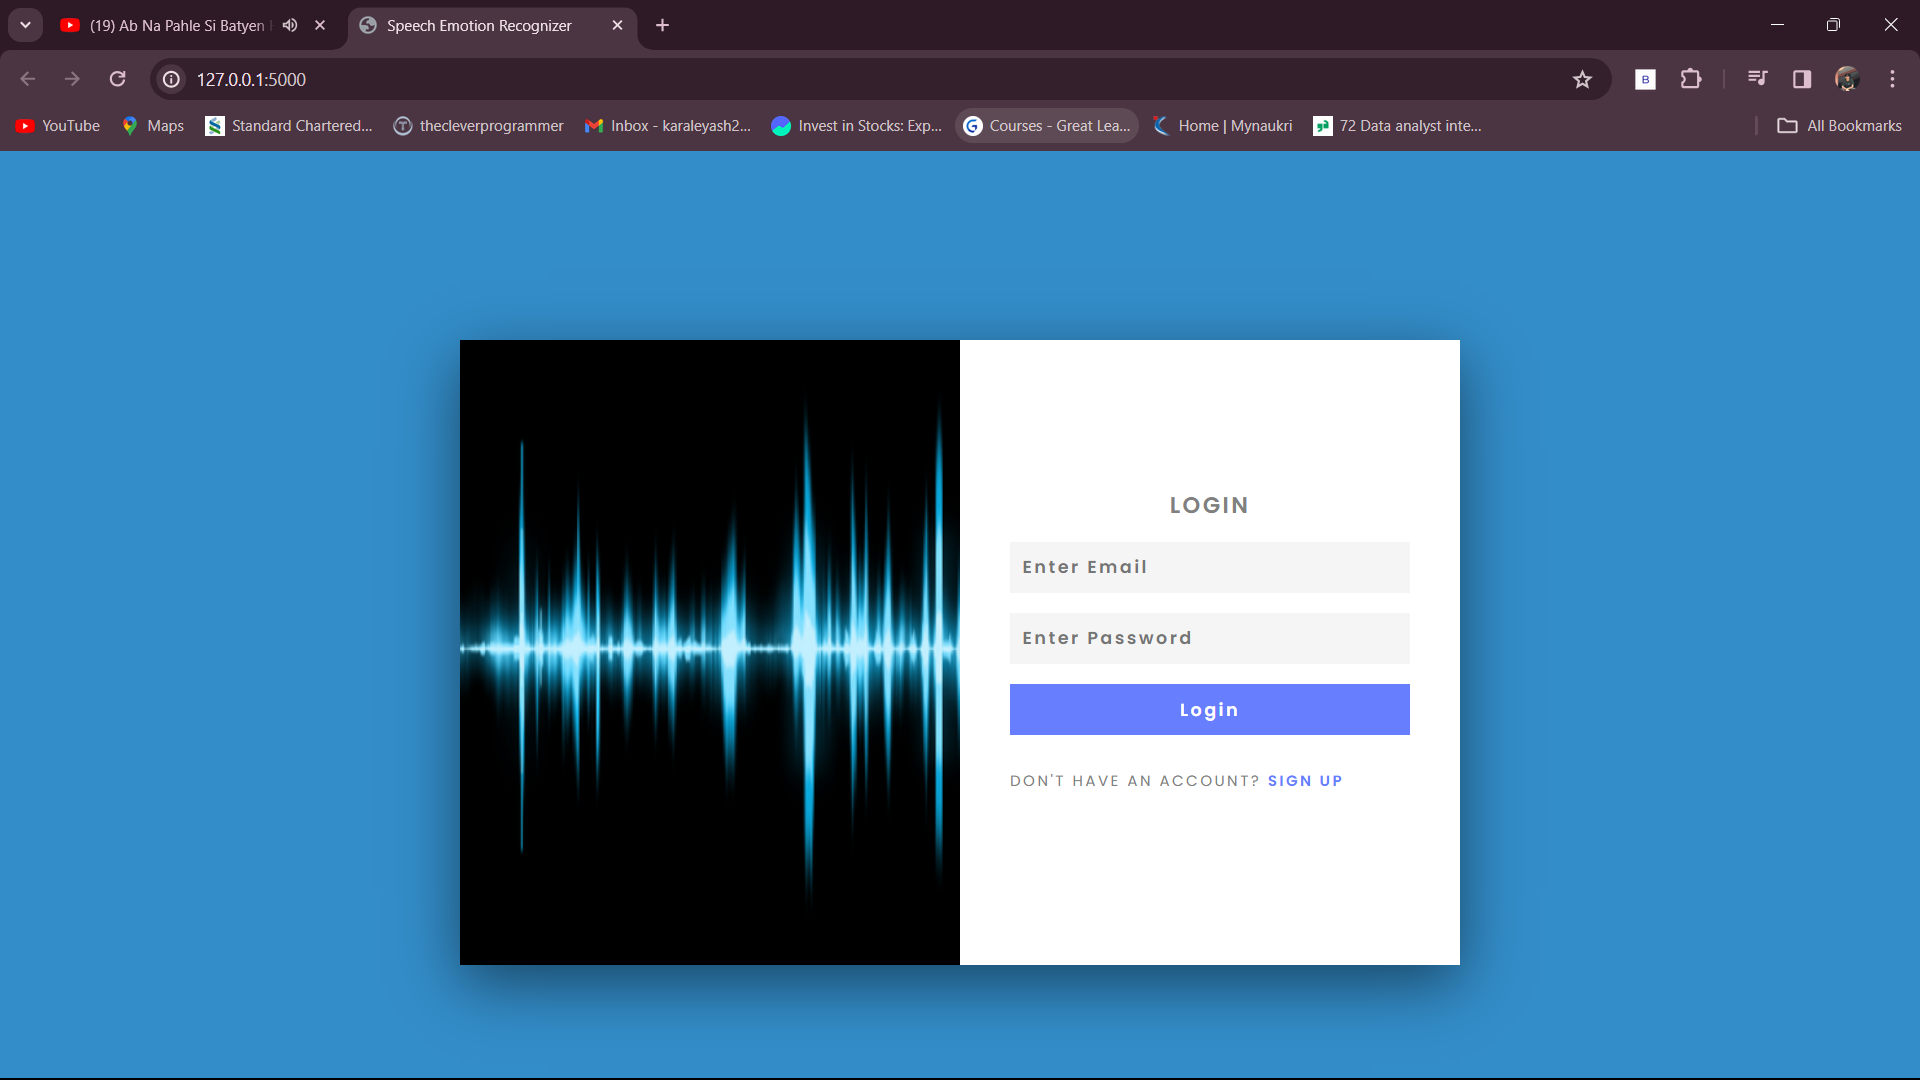 (19) Ab Na Pahle Si Batyen
Speech Emotion Recognizer
127.0.0.1:5000
B
YouTube
Maps
Standard Chartered...
thecleverprogrammer
Inbox - karaleyash2...
Invest in Stocks: Exp...
Courses - Great Lea...
Home | Mynaukri
72 Data analyst inte...
All Bookmarks
LOGIN
Enter Email
Enter Password
Login
DON'T HAVE AN ACCOUNT? SIGN UP